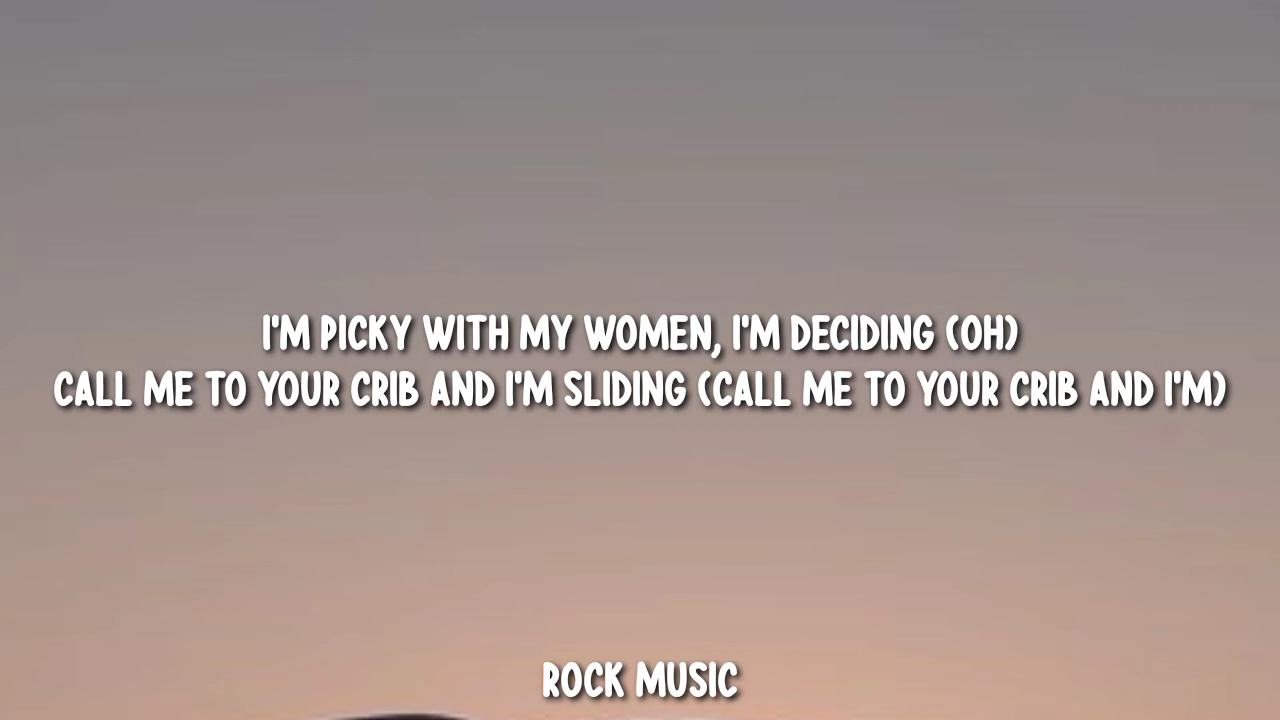 I'M PICKY WITH MY WOMEN, I'M DECIDING (OH)
CALL ME TO YOUR CRIB AND I'M SLIDING (CALL ME TO YOUR CRIB AND I'M)
ROCK MUSIC